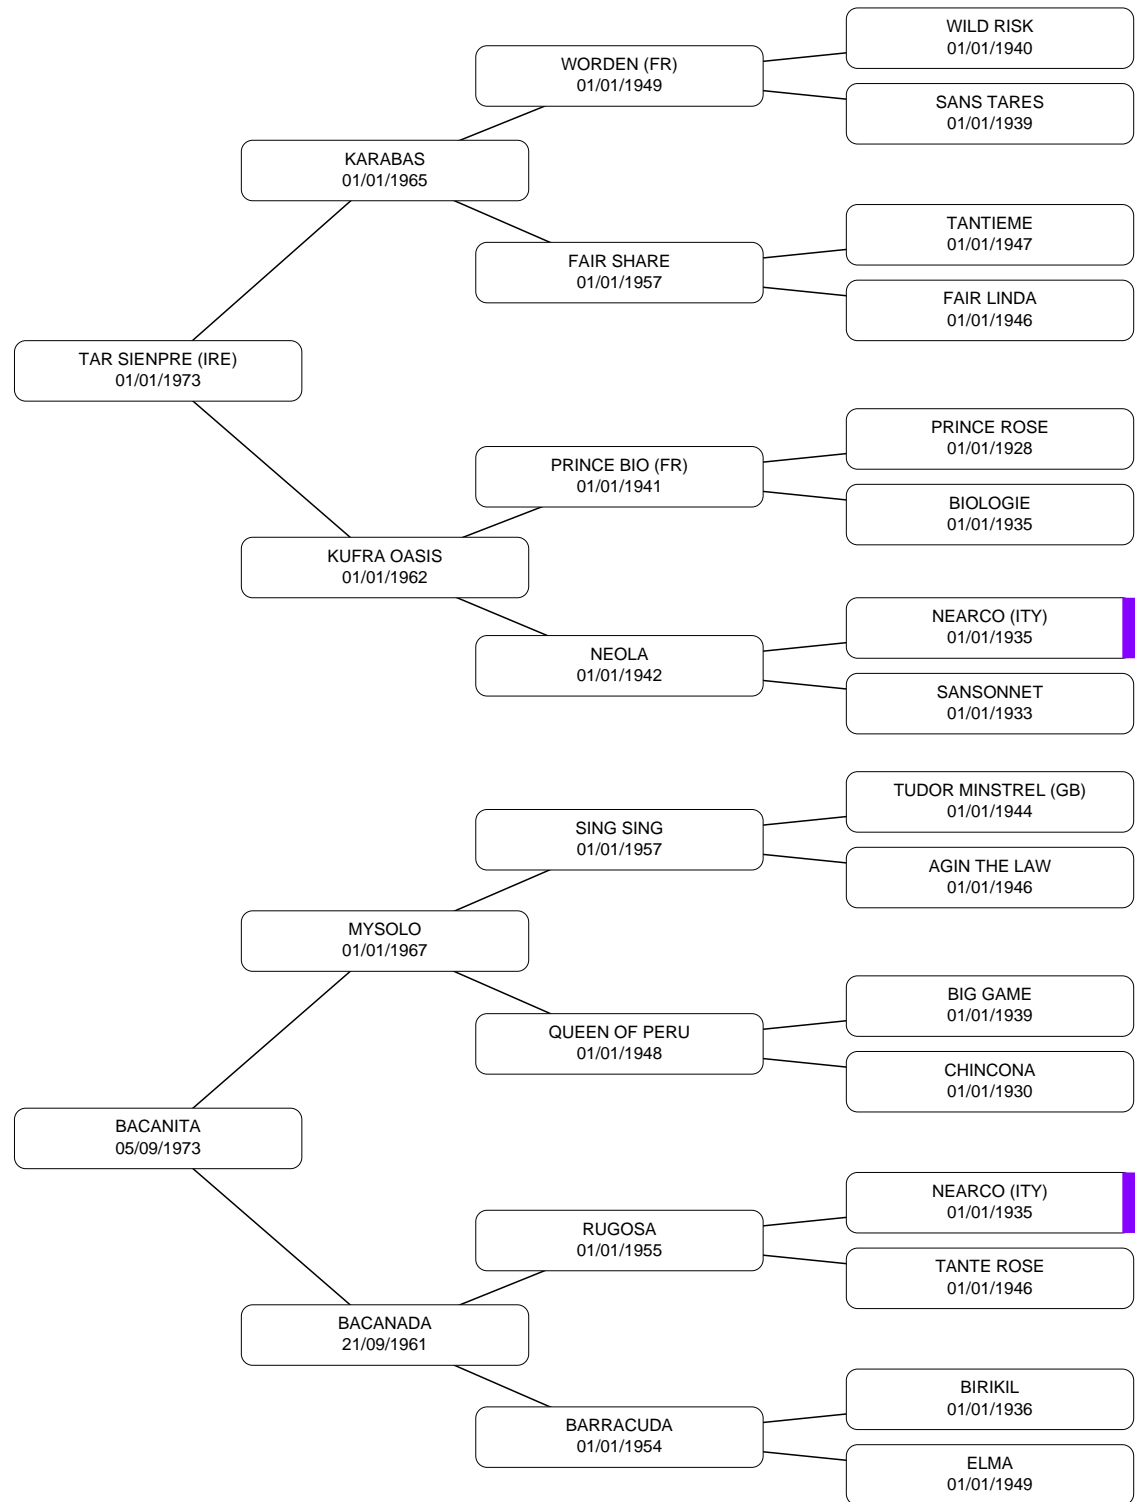 WILD RISK
01/01/1940
WORDEN (FR)
01/01/1949
SANS TARES
01/01/1939
KARABAS
01/01/1965
TANTIEME
01/01/1947
FAIR SHARE
01/01/1957
FAIR LINDA
01/01/1946
TAR SIENPRE (IRE)
01/01/1973
PRINCE ROSE
01/01/1928
PRINCE BIO (FR)
01/01/1941
BIOLOGIE
01/01/1935
KUFRA OASIS
01/01/1962
NEARCO (ITY)
01/01/1935
NEOLA
01/01/1942
SANSONNET
01/01/1933
TUDOR MINSTREL (GB)
01/01/1944
SING SING
01/01/1957
AGIN THE LAW
01/01/1946
MYSOLO
01/01/1967
BIG GAME
01/01/1939
QUEEN OF PERU
01/01/1948
CHINCONA
01/01/1930
BACANITA
05/09/1973
NEARCO (ITY)
01/01/1935
RUGOSA
01/01/1955
TANTE ROSE
01/01/1946
BACANADA
21/09/1961
BIRIKIL
01/01/1936
BARRACUDA
01/01/1954
ELMA
01/01/1949